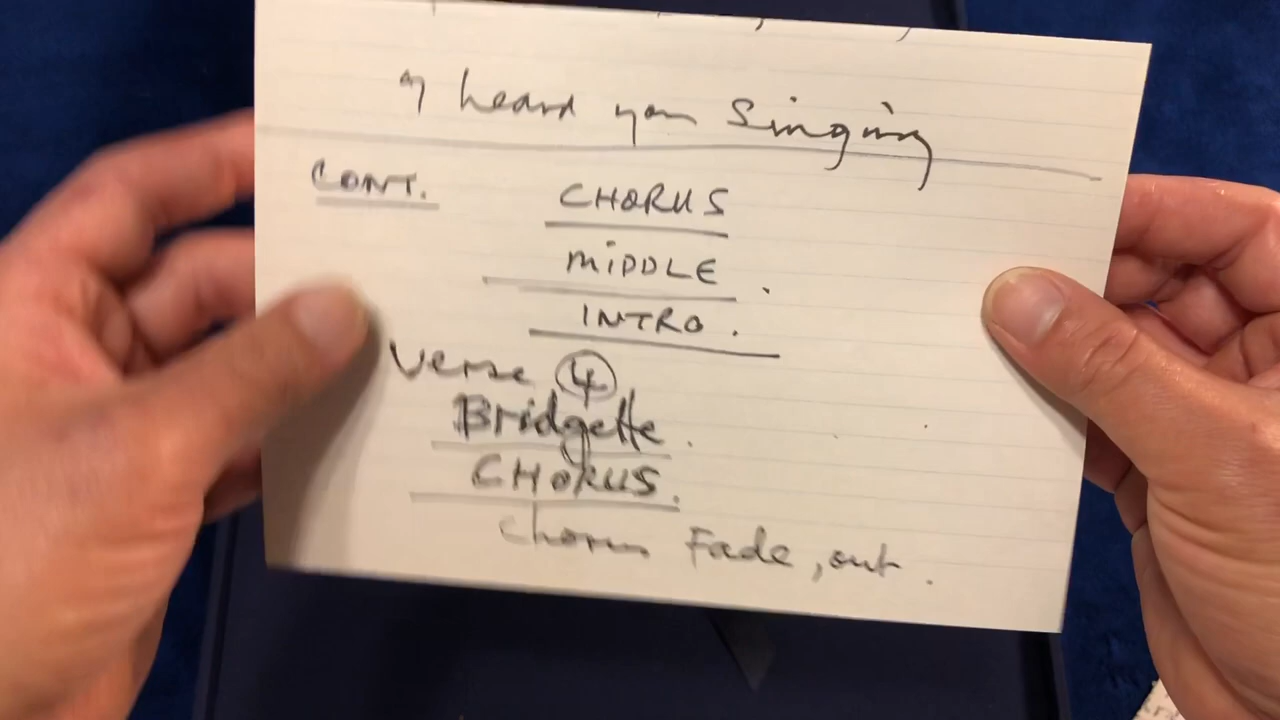 I heard you Singing
CONT. CHORUS
MIDDLE.
INTRO.
Verse 4
Bridgette.
CHORUS.
Chorus Fade, out.